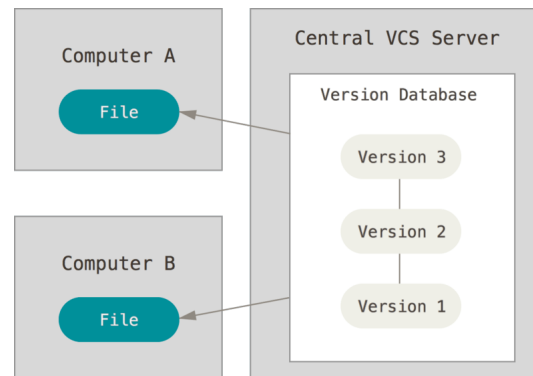 Computer A
File
Computer B
File
Central VCS Server
Version Database
Version 3
Version 2
Version 1